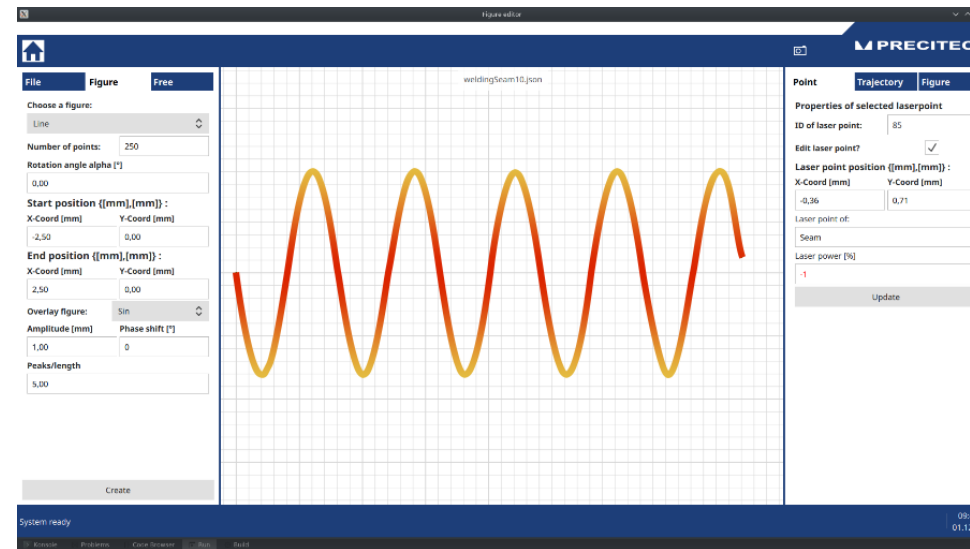 Figure editor
PRECITEC
File Figure Free
weldingSeam10.json
Point Trajectory Figure
Choose a figure:
Line
Number of points: 250
Rotation angle alpha [°]
0,00
Start position {[mm],[mm]} :
X-Coord [mm] Y-Coord [mm]
-2,50 0,00
End position {[mm],[mm]} :
X-Coord [mm] Y-Coord [mm]
2,50 0,00
Overlay figure: Sin
Amplitude [mm] Phase shift [°]
1,00 0
Peaks/length
5,00
Create
Properties of selected laserpoint
ID of laser point: 85
Edit laser point?
Laser point position {[mm],[mm]} :
X-Coord [mm] Y-Coord [mm]
-0,36 0,71
Laser point of:
Seam
Laser power [%]
-1
Update
System ready
09:
01.12
Konsole Problems Code Browser Run Build